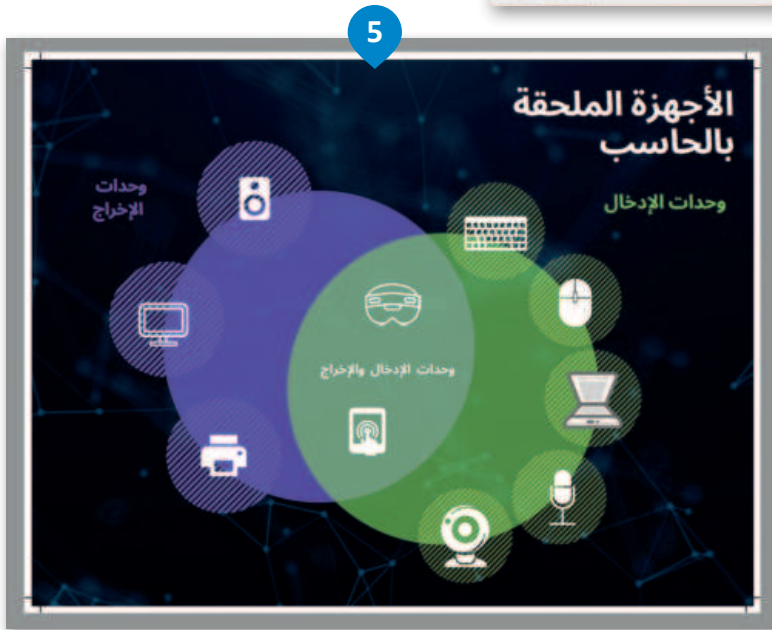 5
الأجهزة الملحقة
بالحاسب
وحدات الإدخال
وحدات
الإخراج
وحدات الإدخال والإخراج